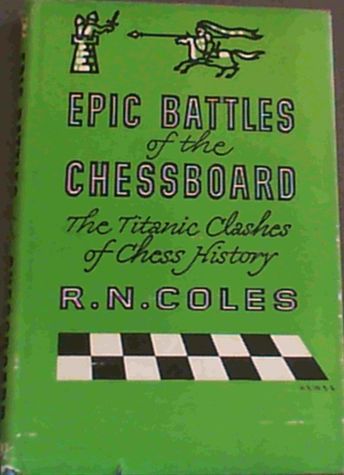 EPIC BATTLES
of the
CHESSBOARD
The Titanic Clashes
of Chess History
R.N.COLES